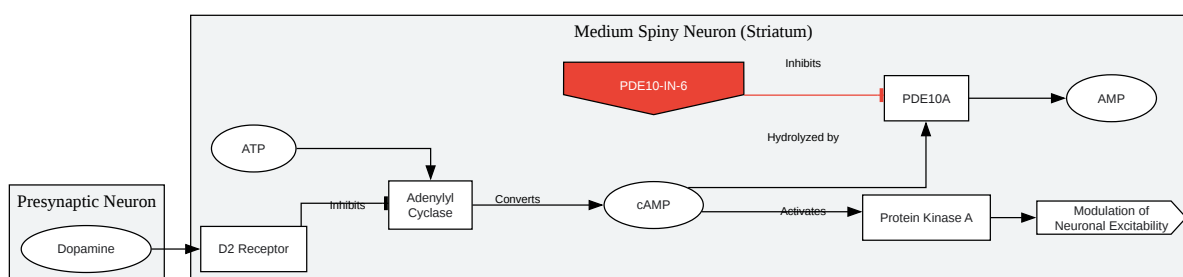 Medium Spiny Neuron (Striatum)
Inhibits
PDE10-IN-6
PDE10A
AMP
Hydrolyzed by
ATP
Presynaptic Neuron
Inhibits
Adenylyl
Cyclase
Converts
cAMP
Activates
Protein Kinase A
Modulation of
Neuronal Excitability
Dopamine
D2 Receptor